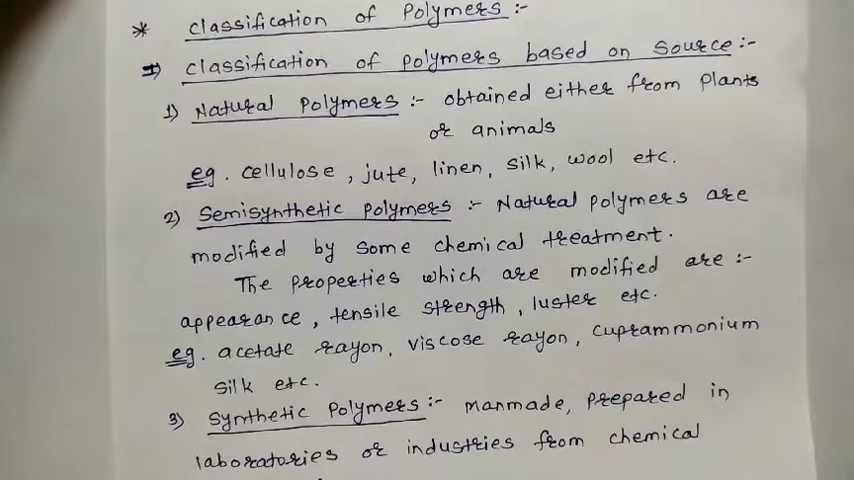 * Classification of Polymers :-
I) Classification of polymers based on Source :-
1) Natural Polymers :- obtained either from plants
or animals
eg. cellulose, jute, linen, silk, wool etc.
2) Semisynthetic polymers :- Natural polymers are
modified by some chemical treatment.
The properties which are modified are :-
appearance, tensile strength, luster etc.
eg. acetate rayon, viscose rayon, cuprammonium
silk etc.
3) Synthetic Polymers :- manmade, prepared in
laboratories or industries from chemical